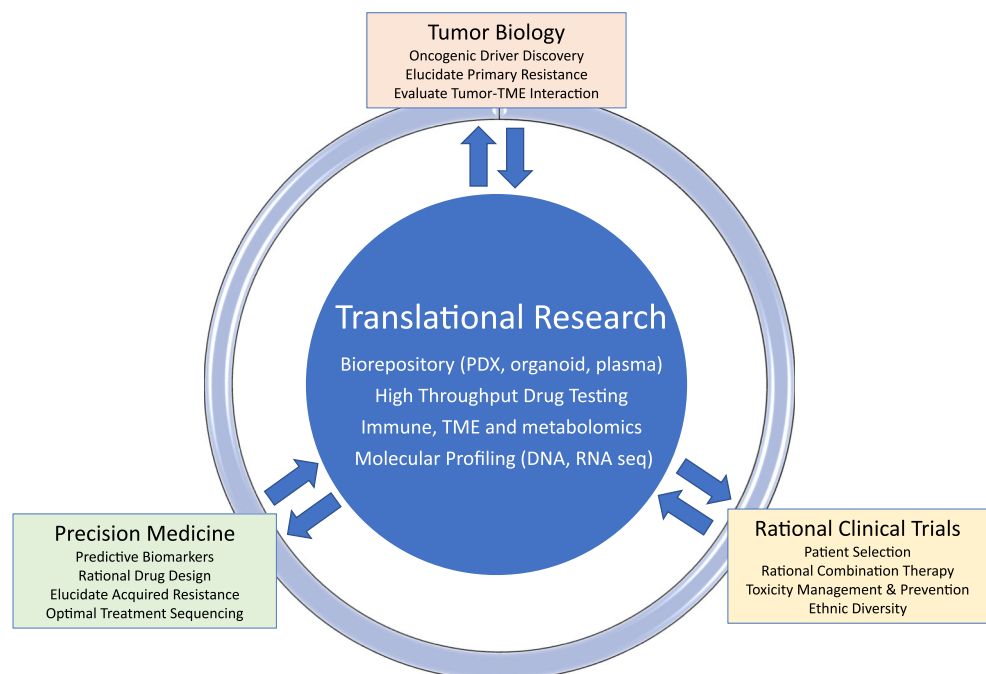 Tumor Biology
Oncogenic Driver Discovery
Elucidate Primary Resistance
Evaluate Tumor-TME Interaction
Translational Research
Biorepository (PDX, organoid, plasma)
High Throughput Drug Testing
Immune, TME and metabolomics
Molecular Profiling (DNA, RNA seq)
Precision Medicine
Predictive Biomarkers
Rational Drug Design
Elucidate Acquired Resistance
Optimal Treatment Sequencing
Rational Clinical Trials
Patient Selection
Rational Combination Therapy
Toxicity Management & Prevention
Ethnic Diversity